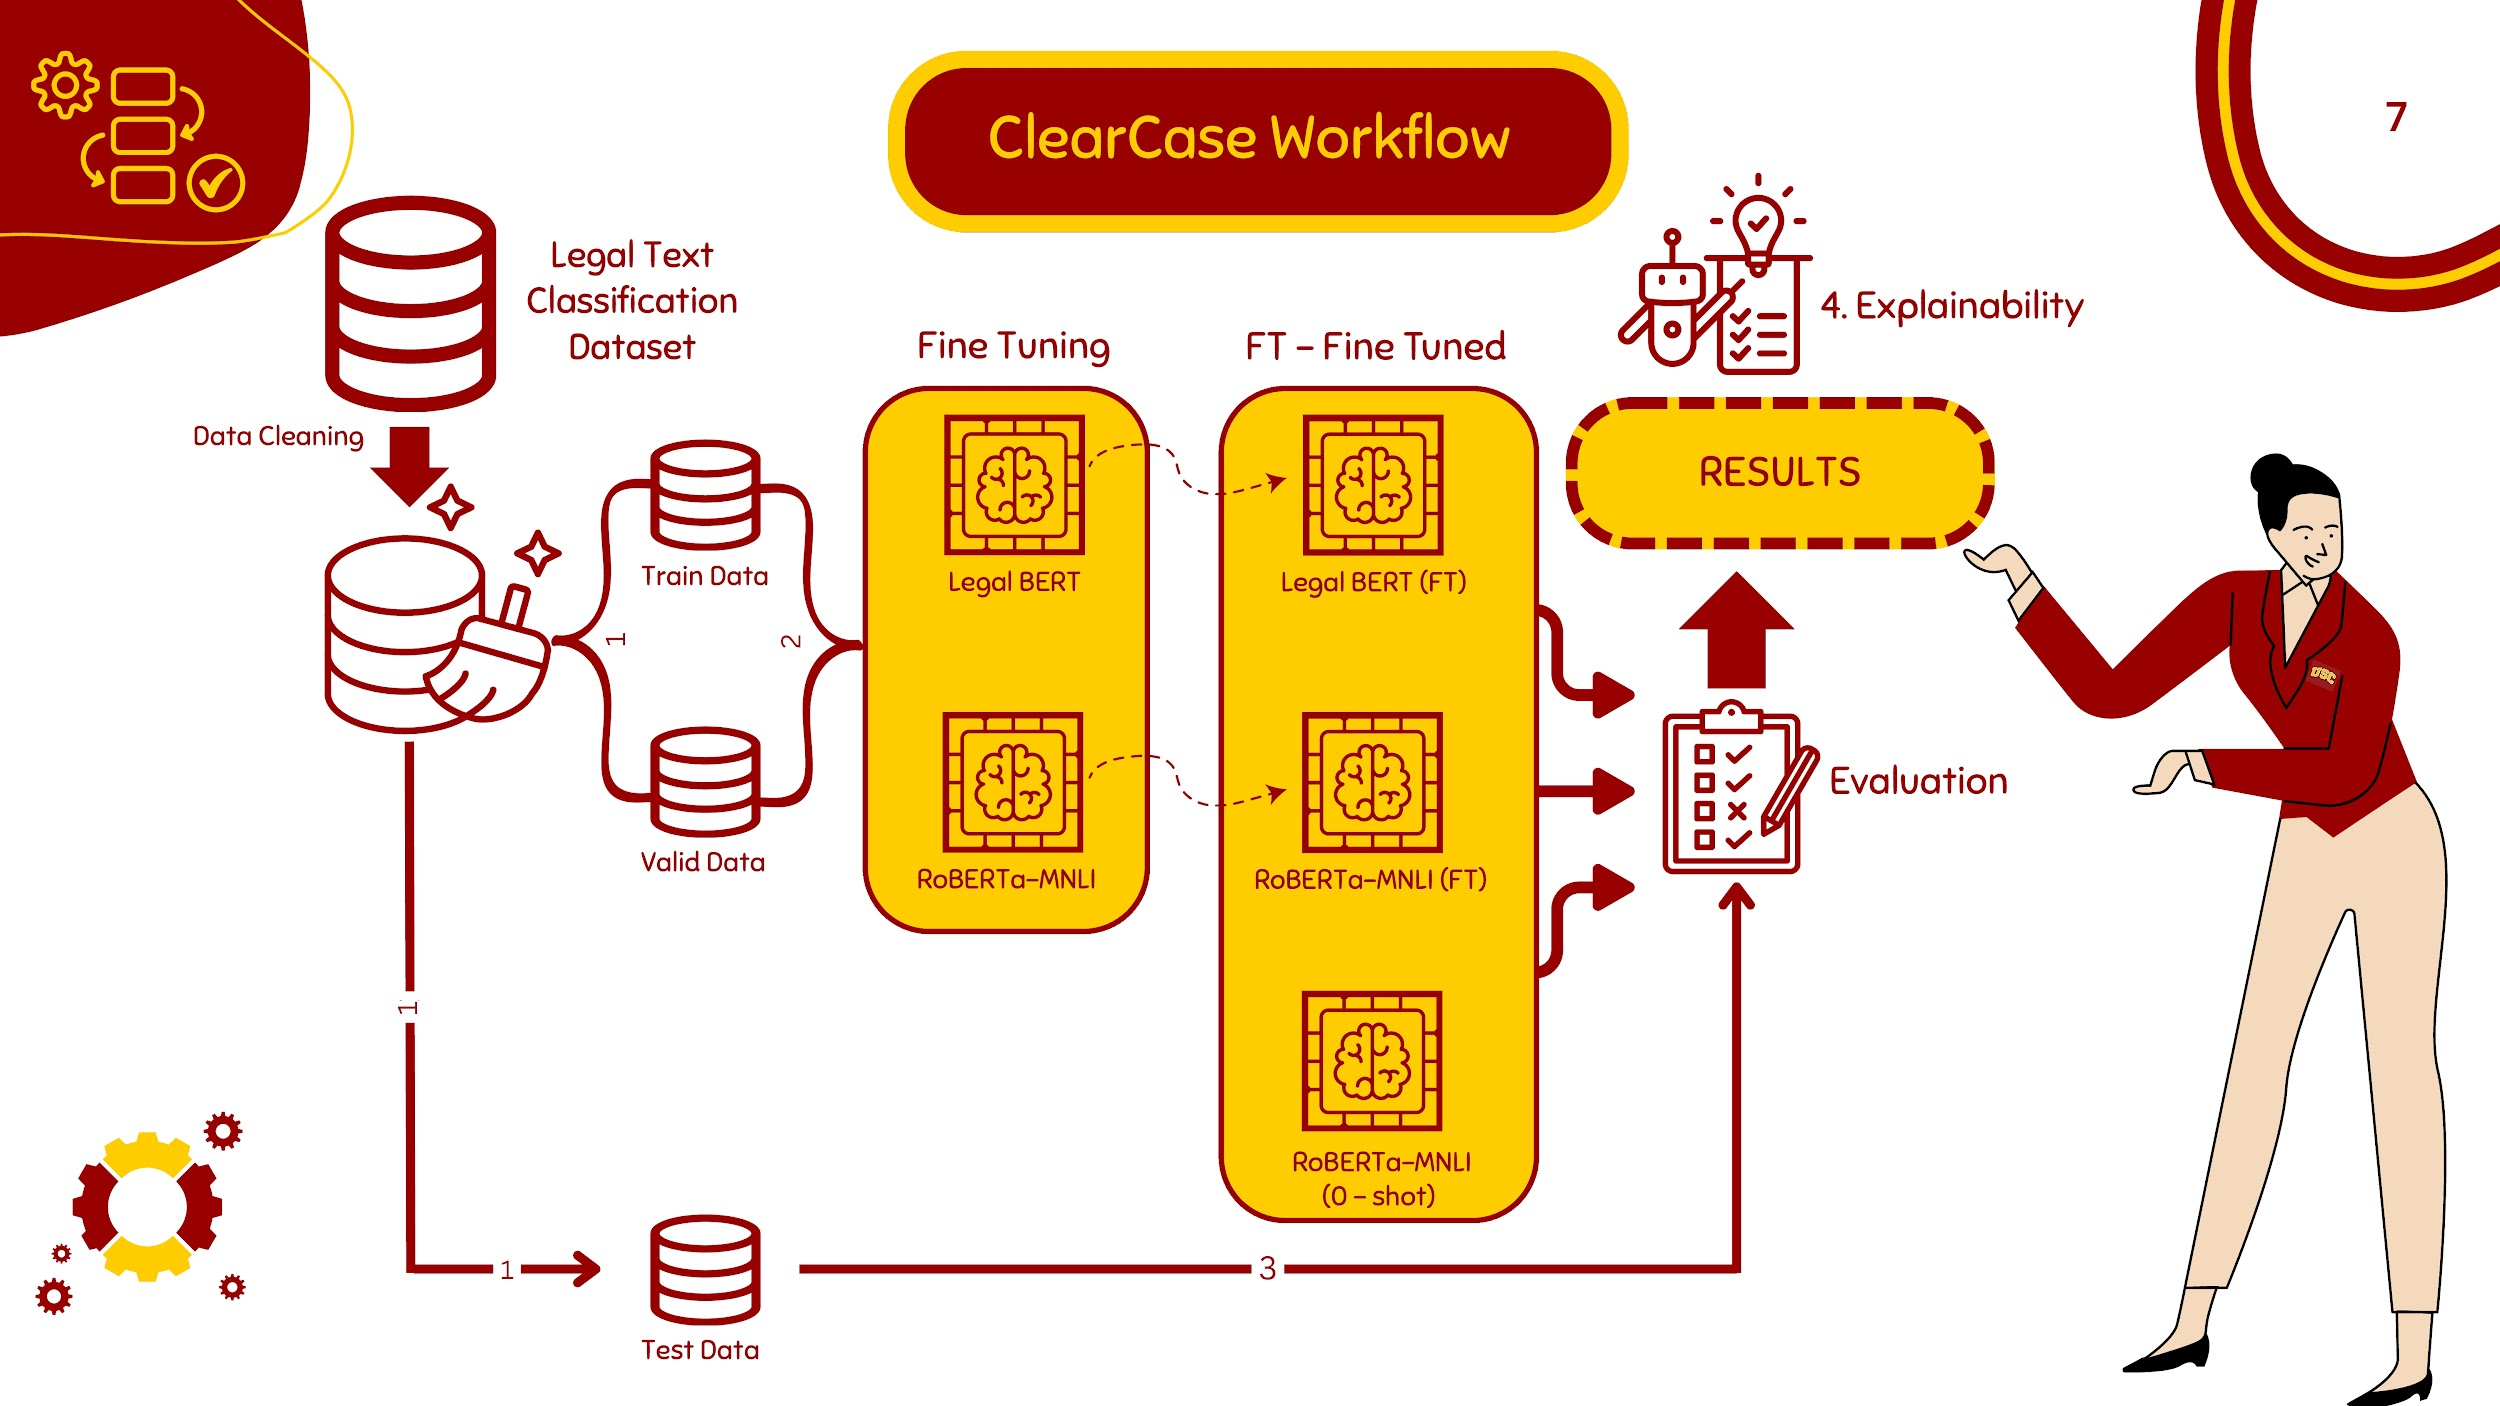 ClearCase Workflow
7
Legal Text
Classification
Dataset
Data Cleaning
1
Train Data
Valid Data
2
1
1
Test Data
3
Fine Tuning
Legal BERT
RoBERTa-MNLI
FT - Fine Tuned
Legal BERT (FT)
RoBERTa-MNLI (FT)
RoBERTa-MNLI
(0 - shot)
Evaluation
RESULTS
4. Explainability
USC